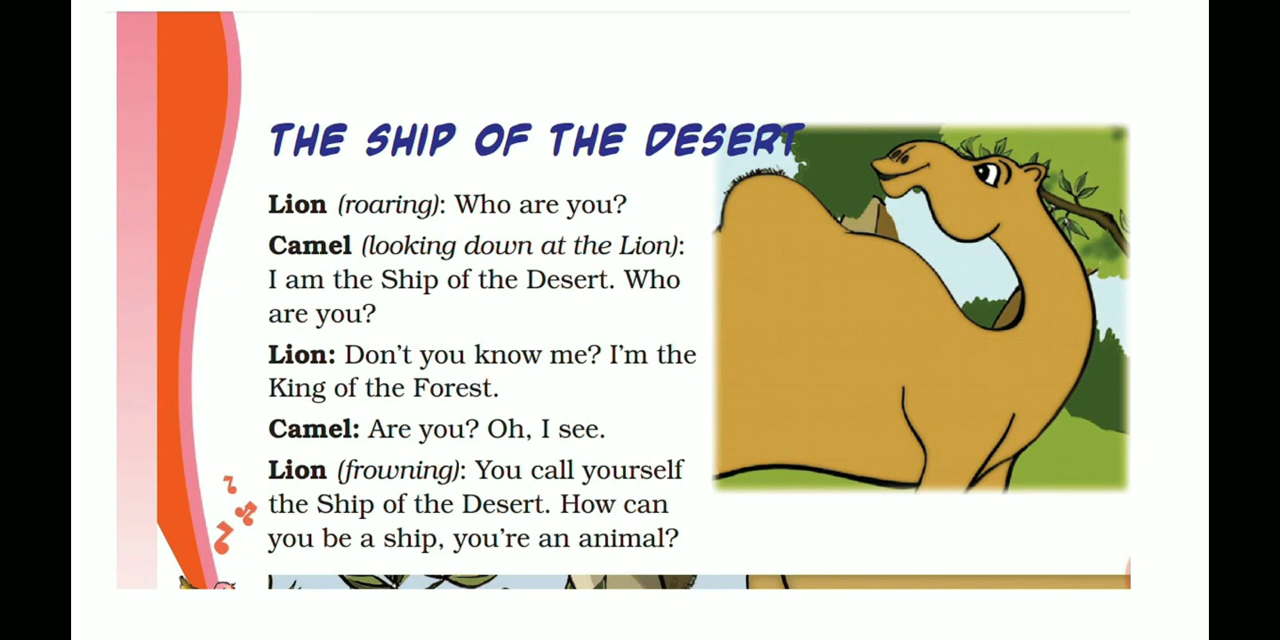 THE SHIP OF THE DESERT
Lion (roaring): Who are you?
Camel (looking down at the Lion):
I am the Ship of the Desert. Who
are you?
Lion: Don't you know me? I'm the
King of the Forest.
Camel: Are you? Oh, I see.
Lion (frowning): You call yourself
the Ship of the Desert. How can
you be a ship, you're an animal?